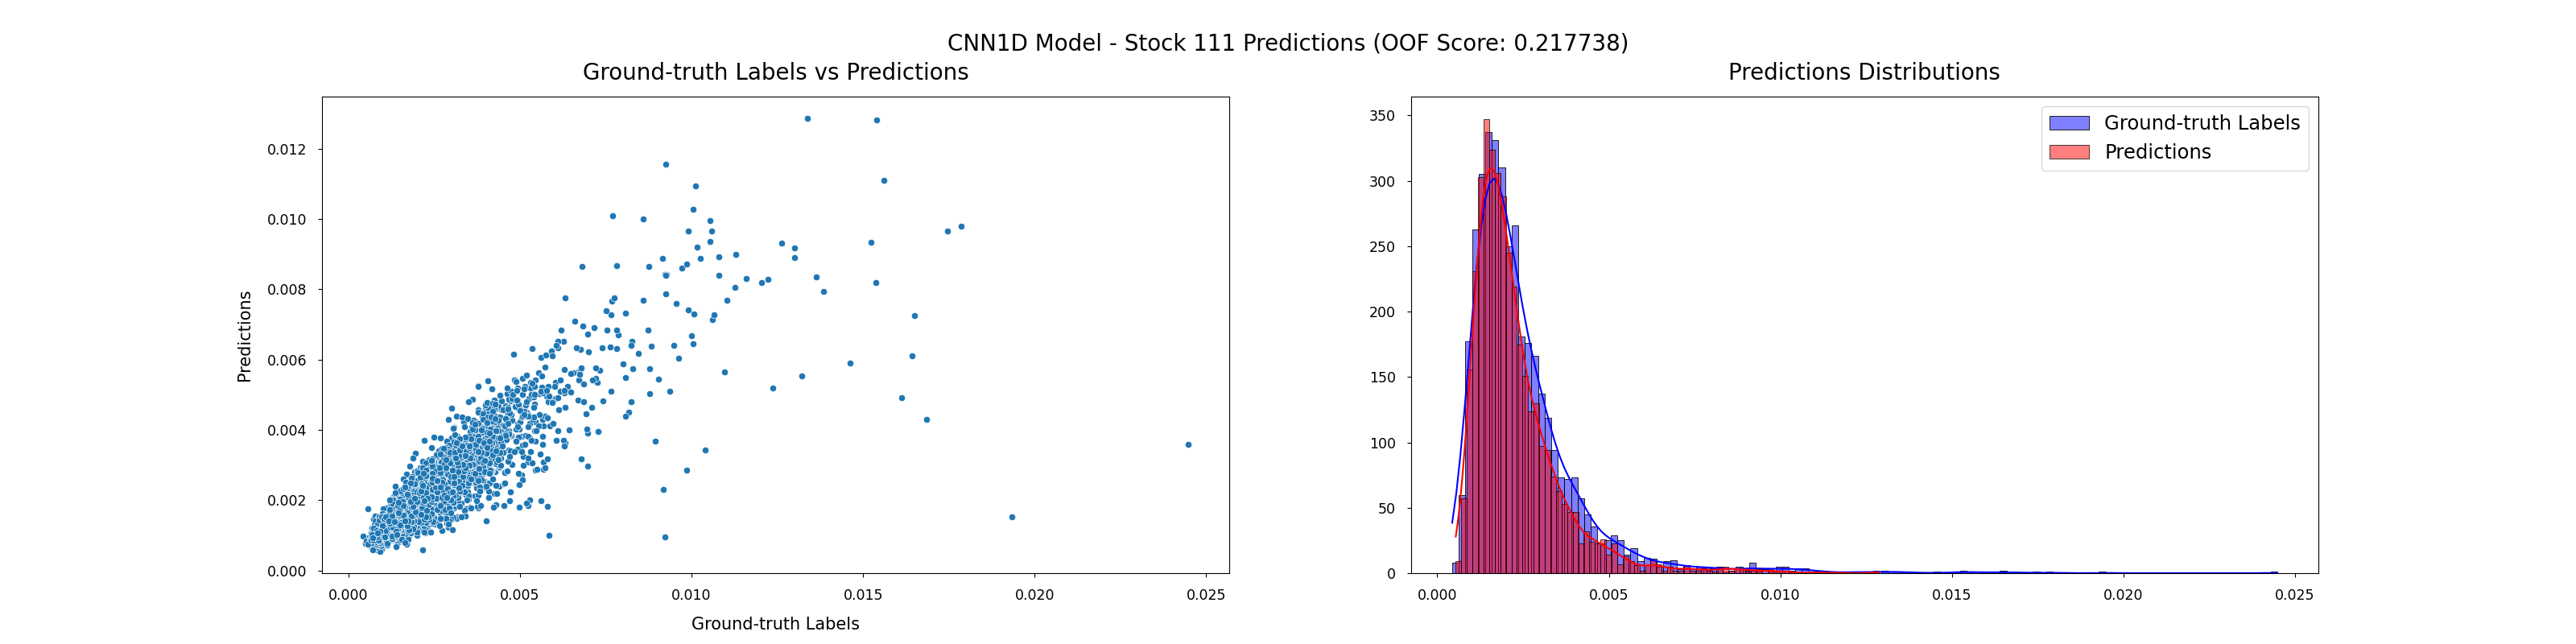 CNN1D Model - Stock 111 Predictions (OOF Score: 0.217738)
Ground-truth Labels vs Predictions
0.012
0.010
0.008
0.006
0.004
0.002
0.000
Predictions
0.000 0.005 0.010 0.015 0.020 0.025
Ground-truth Labels
Predictions Distributions
350
300
250
200
150
100
50
0
Ground-truth Labels
Predictions
0.000 0.005 0.010 0.015 0.020 0.025